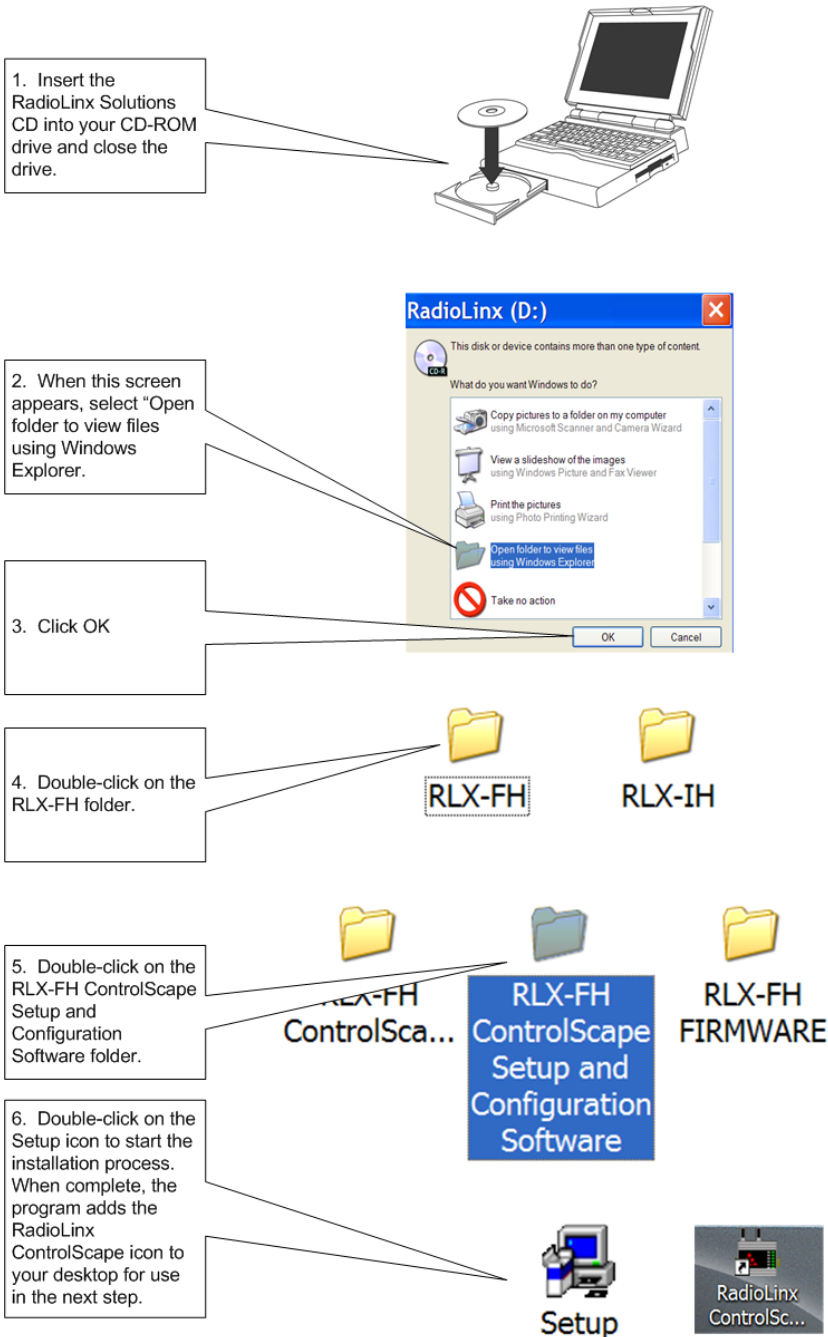 1. Insert the
RadioLinx Solutions
CD into your CD-ROM
drive and close the
drive.
RadioLinx (D:)
This disk or device contains more than one type of content.
CD-R
What do you want Windows to do?
Copy pictures to a folder on my computer
using Microsoft Scanner and Camera Wizard
View a slideshow of the images
using Windows Picture and Fax Viewer
Print the pictures
using Photo Printing Wizard
Open folder to view files
using Windows Explorer
Take no action
OK
Cancel
2. When this screen
appears, select “Open
folder to view files
using Windows
Explorer.
3. Click OK
4. Double-click on the
RLX-FH folder.
RLX-FH
RLX-IH
5. Double-click on the
RLX-FH ControlScape
Setup and
Configuration
Software folder.
RLX-FH
ControlSca...
RLX-FH
ControlScape
Setup and
Configuration
Software
RLX-FH
FIRMWARE
6. Double-click on the
Setup icon to start the
installation process.
When complete, the
program adds the
RadioLinx
ControlScape icon to
your desktop for use
in the next step.
Setup
RadioLinx
ControlSc...